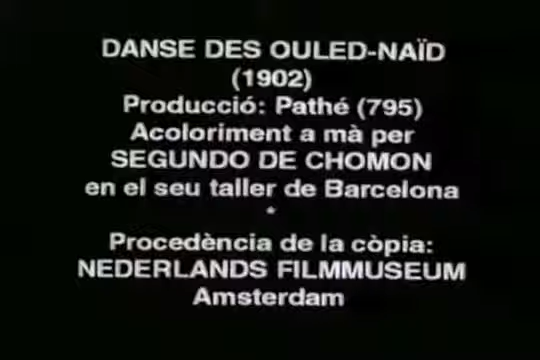 DANSE DES OULED-NAÏD
(1902)
Producció: Pathé (795)
Acoloriment a mà per
SEGUNDO DE CHOMON
en el seu taller de Barcelona
*
Procedència de la còpia:
NEDERLANDS FILMMUSEUM
Amsterdam